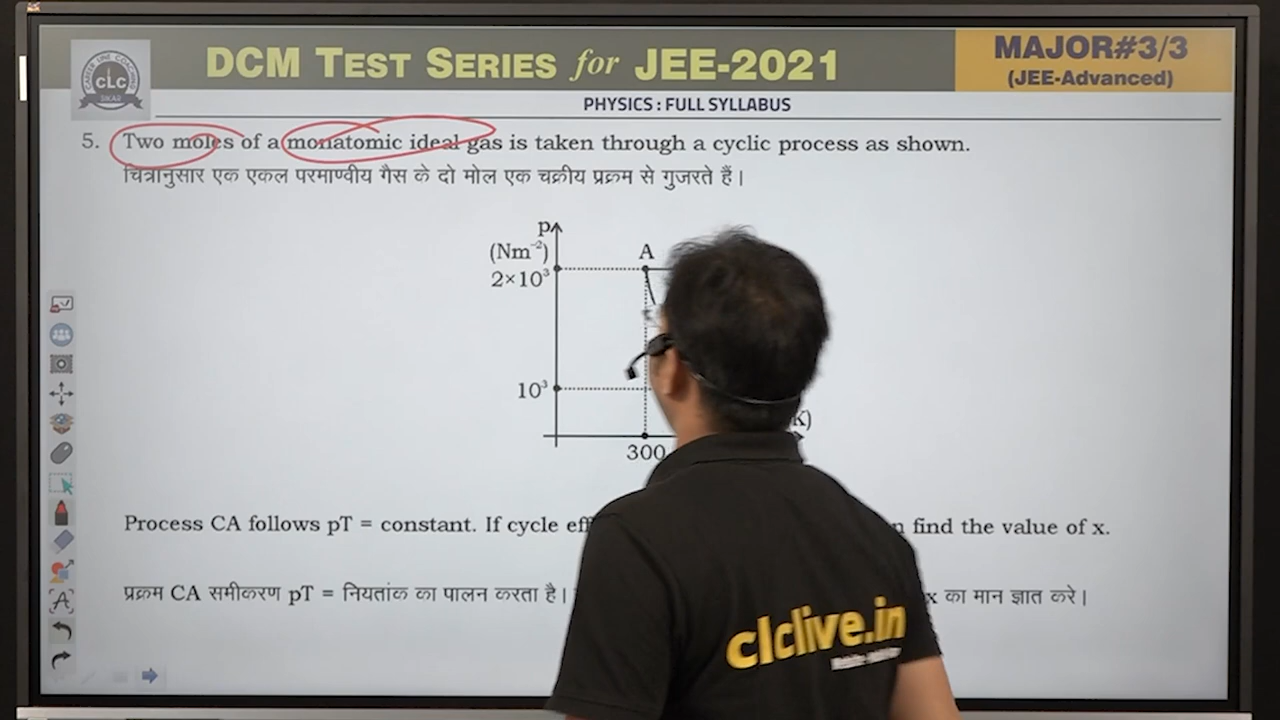 DCM TEST SERIES for JEE-2021
MAJOR#3/3
(JEE-Advanced)
CLC
SIKAR
PHYSICS : FULL SYLLABUS
5. Two moles of a monatomic ideal gas is taken through a cyclic process as shown.
चित्रानुसार एक एकल परमाण्वीय गैस के दो मोल एक चक्रीय प्रक्रम से गुजरते हैं।
p
(Nm⁻²)
A
2×10³
10³
K)
300
Process CA follows pT = constant. If cycle find the value of x.
प्रक्रम CA समीकरण pT = नियतांक का पालन करता है। x का मान ज्ञात करे।
clclive.in